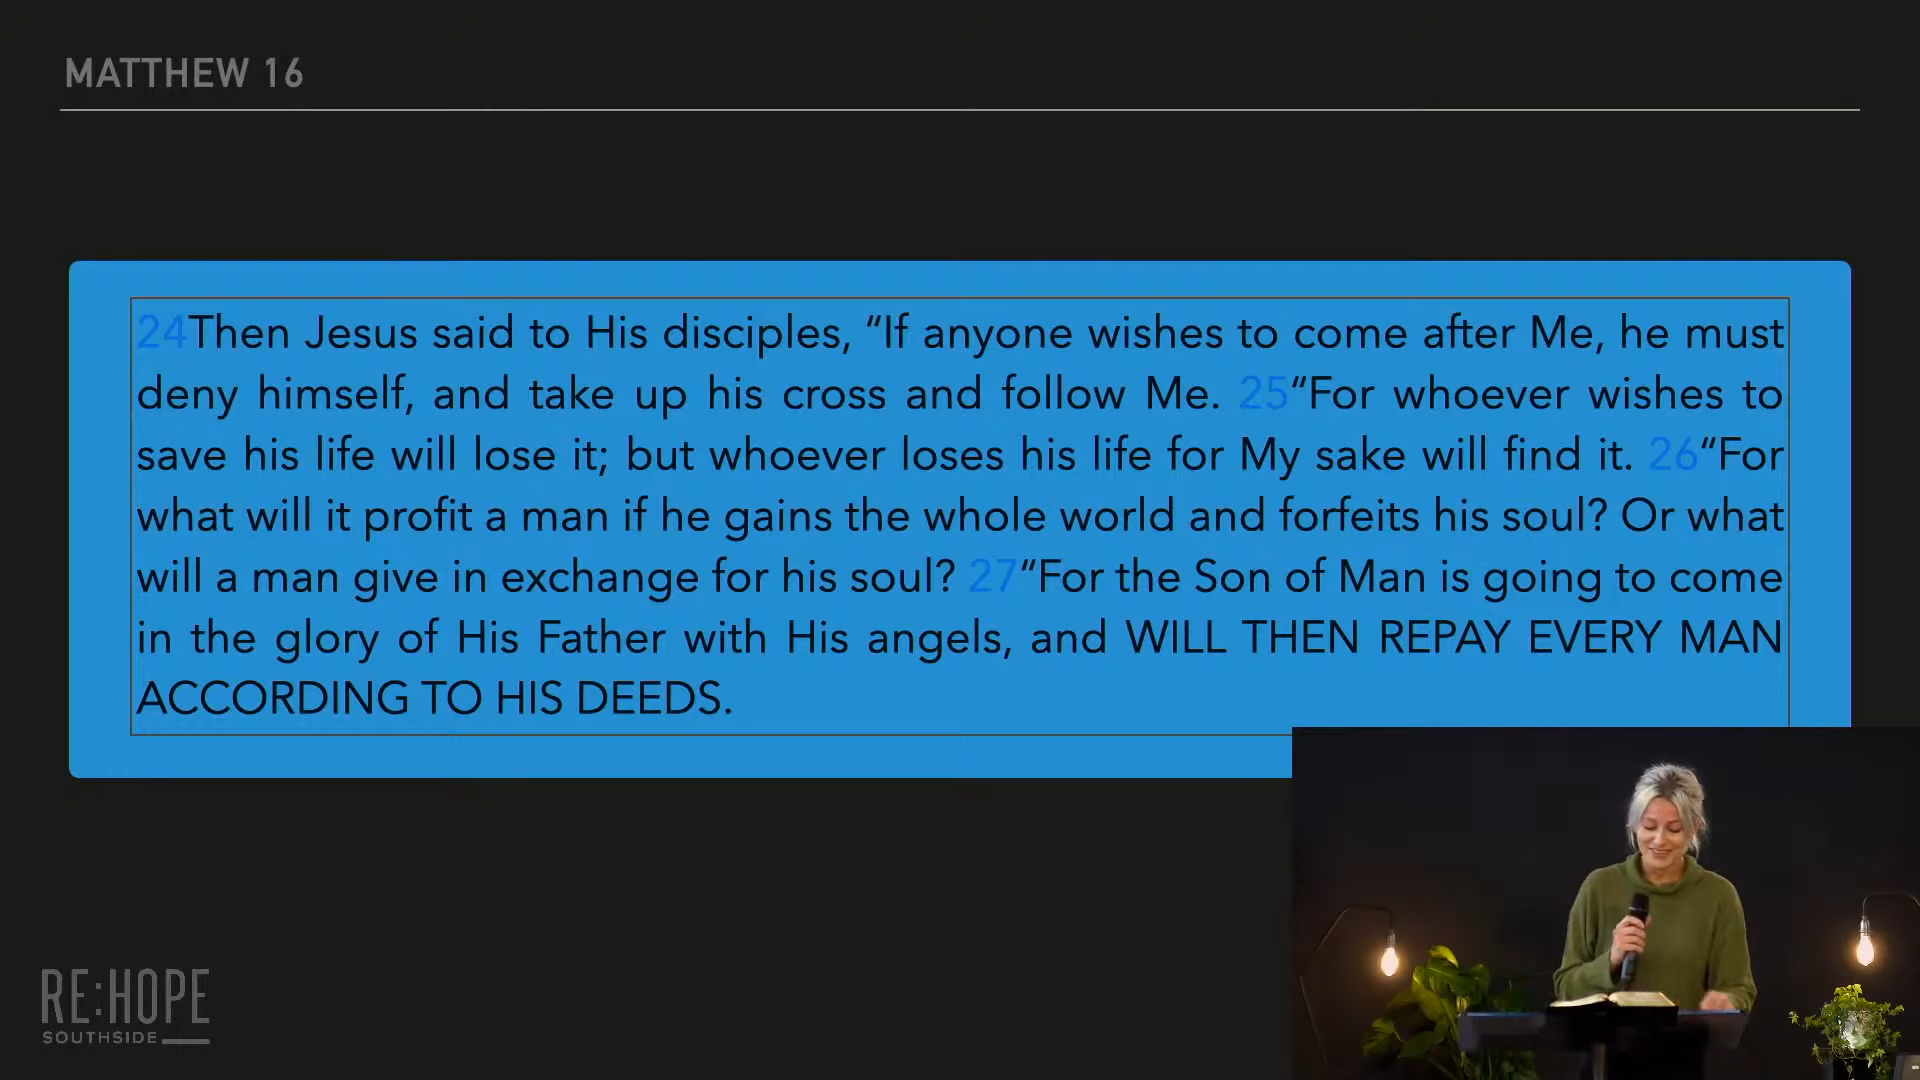 MATTHEW 16
24Then Jesus said to His disciples, “If anyone wishes to come after Me, he must
deny himself, and take up his cross and follow Me. 25“For whoever wishes to
save his life will lose it; but whoever loses his life for My sake will find it. 26“For
what will it profit a man if he gains the whole world and forfeits his soul? Or what
will a man give in exchange for his soul? 27“For the Son of Man is going to come
in the glory of His Father with His angels, and WILL THEN REPAY EVERY MAN
ACCORDING TO HIS DEEDS.
RE:HOPE
SOUTHSIDE